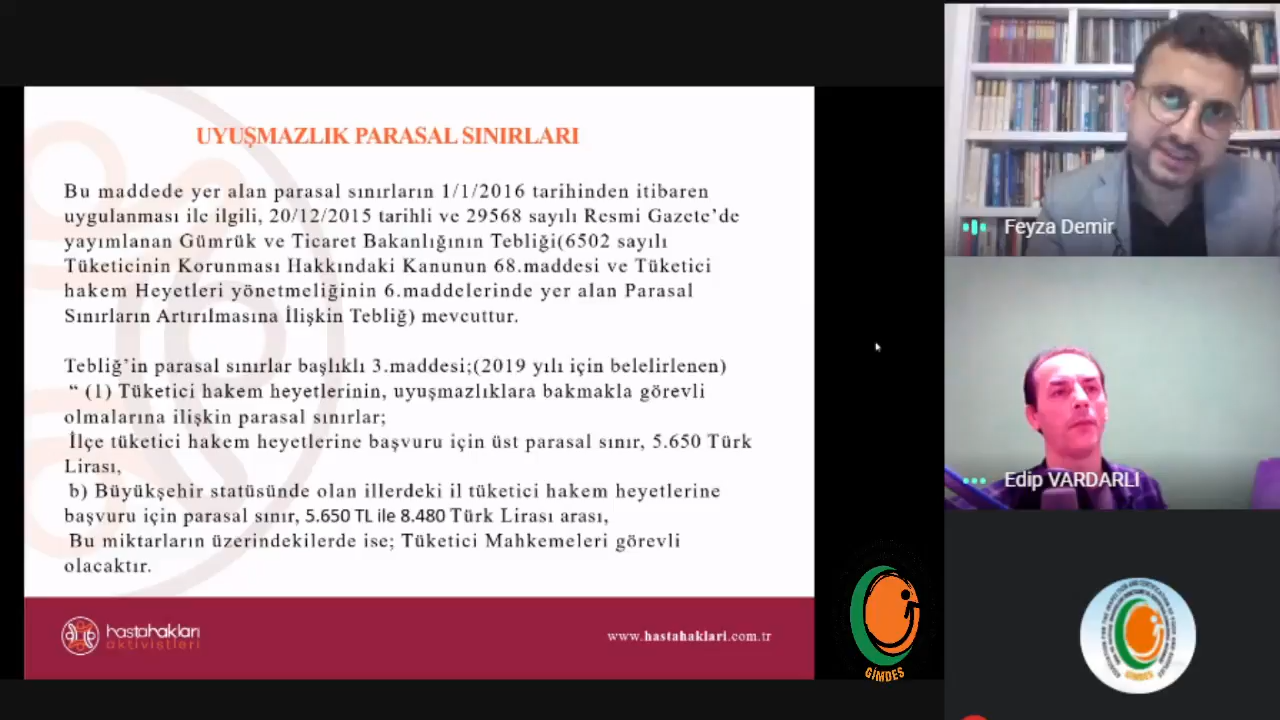 UYUŞMAZLIK PARASAL SINIRLARI
Bu maddede yer alan parasal sınırların 1/1/2016 tarihinden itibaren
uygulanması ile ilgili, 20/12/2015 tarihli ve 29568 sayılı Resmi Gazete’de
yayımlanan Gümrük ve Ticaret Bakanlığının Tebliği(6502 sayılı
Tüketicinin Korunması Hakkındaki Kanunun 68.maddesi ve Tüketici
hakem Heyetleri yönetmeliğinin 6.maddelerinde yer alan Parasal
Sınırların Artırılmasına İlişkin Tebliğ) mevcuttur.
Tebliğ’in parasal sınırlar başlıklı 3.maddesi;(2019 yılı için belelirlenen)
“ (1) Tüketici hakem heyetlerinin, uyuşmazlıklara bakmakla görevli
olmalarına ilişkin parasal sınırlar;
İlçe tüketici hakem heyetlerine başvuru için üst parasal sınır, 5.650 Türk
Lirası,
b) Büyükşehir statüsünde olan illerdeki il tüketici hakem heyetlerine
başvuru için parasal sınır, 5.650 TL ile 8.480 Türk Lirası arası,
Bu miktarların üzerindekilerde ise; Tüketici Mahkemeleri görevli
olacaktır.
hastahakları
aktivistleri
www.hastahaklari.com.tr
GİMDES
Feyza Demir
Edip VARDARLI